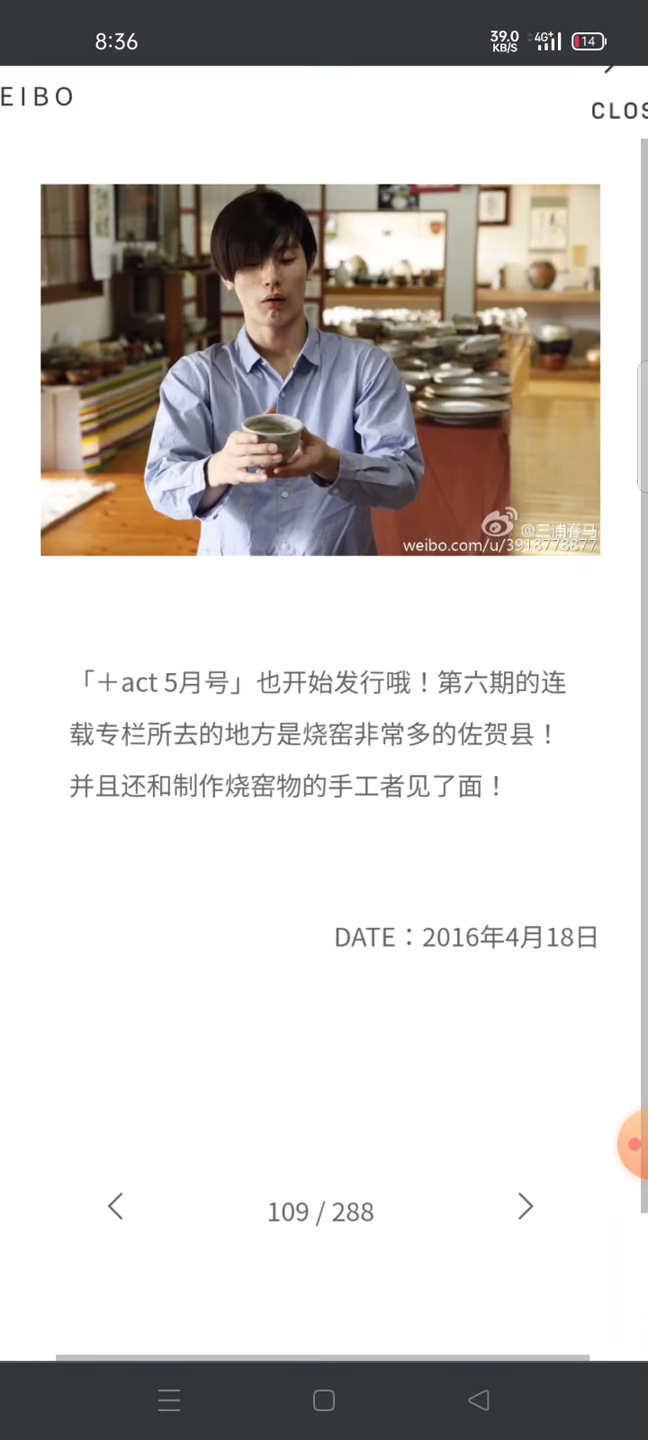 8:36
39.0
KB/S
4G+
14
EIBO
CLOS
@三浦春马
weibo.com/u/3913778877
「＋act 5月号」也开始发行哦！第六期的连
载专栏所去的地方是烧窑非常多的佐贺县！
并且还和制作烧窑物的手工者见了面！
DATE：2016年4月18日
109 / 288